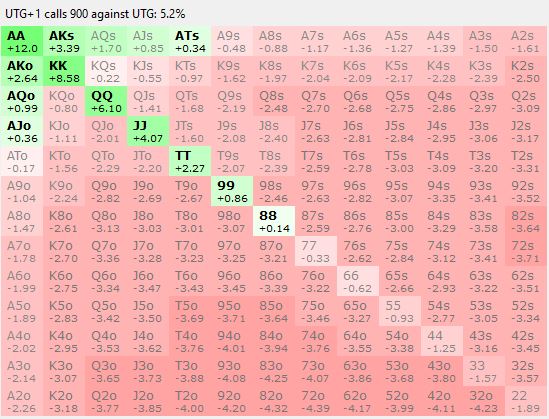 UTG+1 calls 900 against UTG: 5.2%
AA AKs AQs AJs ATs A9s A8s A7s A6s A5s A4s A3s A2s
+12.0 +3.39 +1.70 +0.85 +0.34 -0.48 -0.88 -1.17 -1.36 -1.27 -1.39 -1.50 -1.61
AKo KK KQs KJs KTs K9s K8s K7s K6s K5s K4s K3s K2s
+2.64 +8.58 -0.22 -0.55 -0.97 -1.62 -1.97 -2.04 -2.09 -2.17 -2.28 -2.39 -2.50
AQo KQo QQ QJs QTs Q9s Q8s Q7s Q6s Q5s Q4s Q3s Q2s
+0.99 -0.80 +6.10 -1.41 -1.68 -2.19 -2.48 -2.70 -2.68 -2.75 -2.86 -2.97 -3.09
AJo KJo QJo JJ JTs J9s J8s J7s J6s J5s J4s J3s J2s
+0.36 -1.11 -2.01 +4.07 -1.60 -2.08 -2.40 -2.63 -2.81 -2.84 -2.95 -3.06 -3.17
ATo KTo QTo JTo TT T9s T8s T7s T6s T5s T4s T3s T2s
-0.17 -1.56 -2.29 -2.20 +2.27 -2.07 -2.39 -2.59 -2.78 -3.03 -3.09 -3.20 -3.31
A9o K9o Q9o J9o T9o 99 98s 97s 96s 95s 94s 93s 92s
-1.04 -2.24 -2.82 -2.69 -2.67 +0.86 -2.46 -2.63 -2.82 -3.07 -3.35 -3.41 -3.52
A8o K8o Q8o J8o T8o 98o 88 87s 86s 85s 84s 83s 82s
-1.47 -2.61 -3.13 -3.03 -3.01 -3.07 +0.14 -2.59 -2.76 -3.00 -3.29 -3.58 -3.64
A7o K7o Q7o J7o T7o 97o 87o 77 76s 75s 74s 73s 72s
-1.78 -2.70 -3.36 -3.28 -3.23 -3.25 -3.21 -0.33 -2.62 -2.84 -3.12 -3.41 -3.71
A6o K6o Q6o J6o T6o 96o 86o 76o 66 65s 64s 63s 62s
-1.99 -2.75 -3.34 -3.47 -3.43 -3.45 -3.39 -3.22 -0.62 -2.66 -2.93 -3.22 -3.51
A5o K5o Q5o J5o T5o 95o 85o 75o 65o 55 54s 53s 52s
-1.89 -2.83 -3.42 -3.50 -3.69 -3.71 -3.64 -3.46 -3.27 -0.93 -2.77 -3.05 -3.34
A4o K4o Q4o J4o T4o 94o 84o 74o 64o 54o 44 43s 42s
-2.02 -2.95 -3.53 -3.62 -3.76 -4.01 -3.94 -3.76 -3.55 -3.38 -1.25 -3.16 -3.45
A3o K3o Q3o J3o T3o 93o 83o 73o 63o 53o 43o 33 32s
-2.14 -3.07 -3.65 -3.73 -3.88 -4.08 -4.25 -4.07 -3.86 -3.68 -3.80 -1.57 -3.57
A2o K2o Q2o J2o T2o 92o 82o 72o 62o 52o 42o 32o 22
-2.26 -3.18 -3.77 -3.85 -4.00 -4.20 -4.32 -4.39 -4.17 -3.99 -4.11 -4.23 -1.89